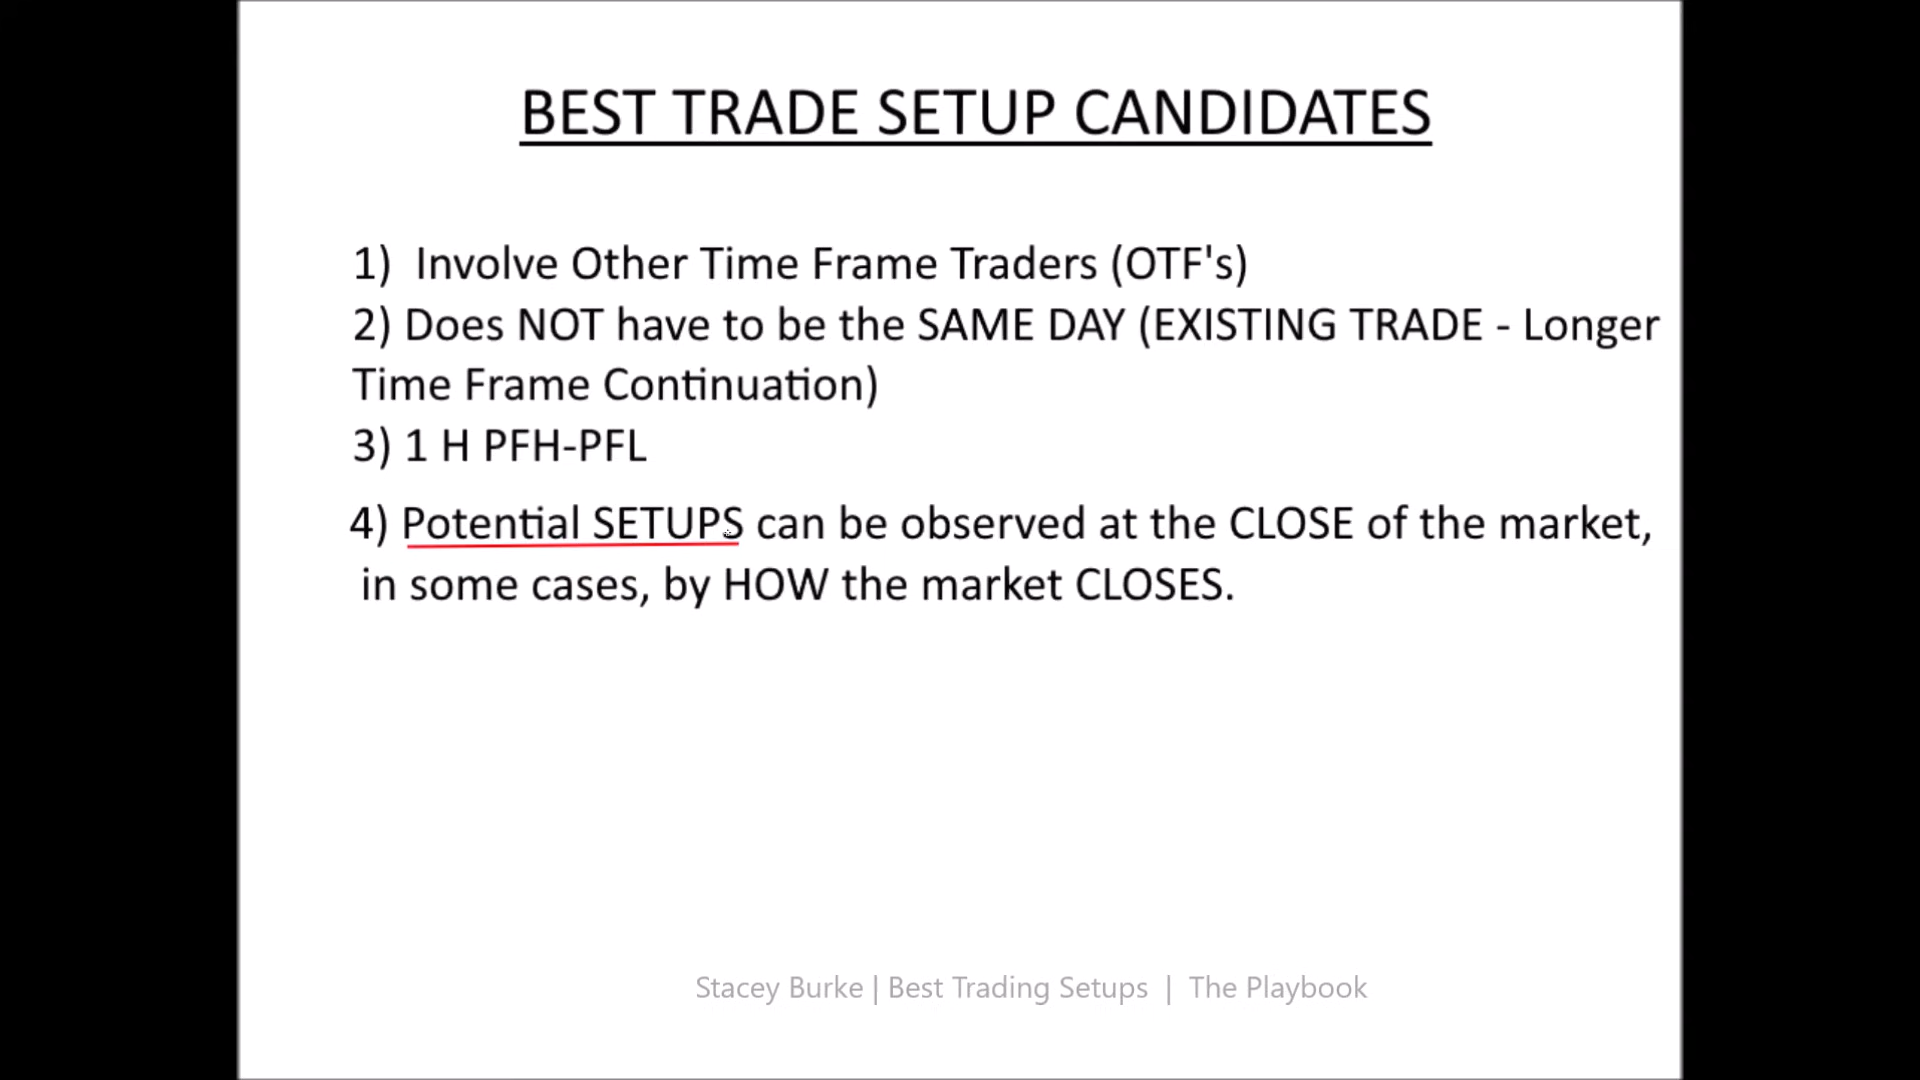 BEST TRADE SETUP CANDIDATES
1) Involve Other Time Frame Traders (OTF's)
2) Does NOT have to be the SAME DAY (EXISTING TRADE - Longer
Time Frame Continuation)
3) 1 H PFH-PFL
4) Potential SETUPS can be observed at the CLOSE of the market,
in some cases, by HOW the market CLOSES.
Stacey Burke | Best Trading Setups | The Playbook